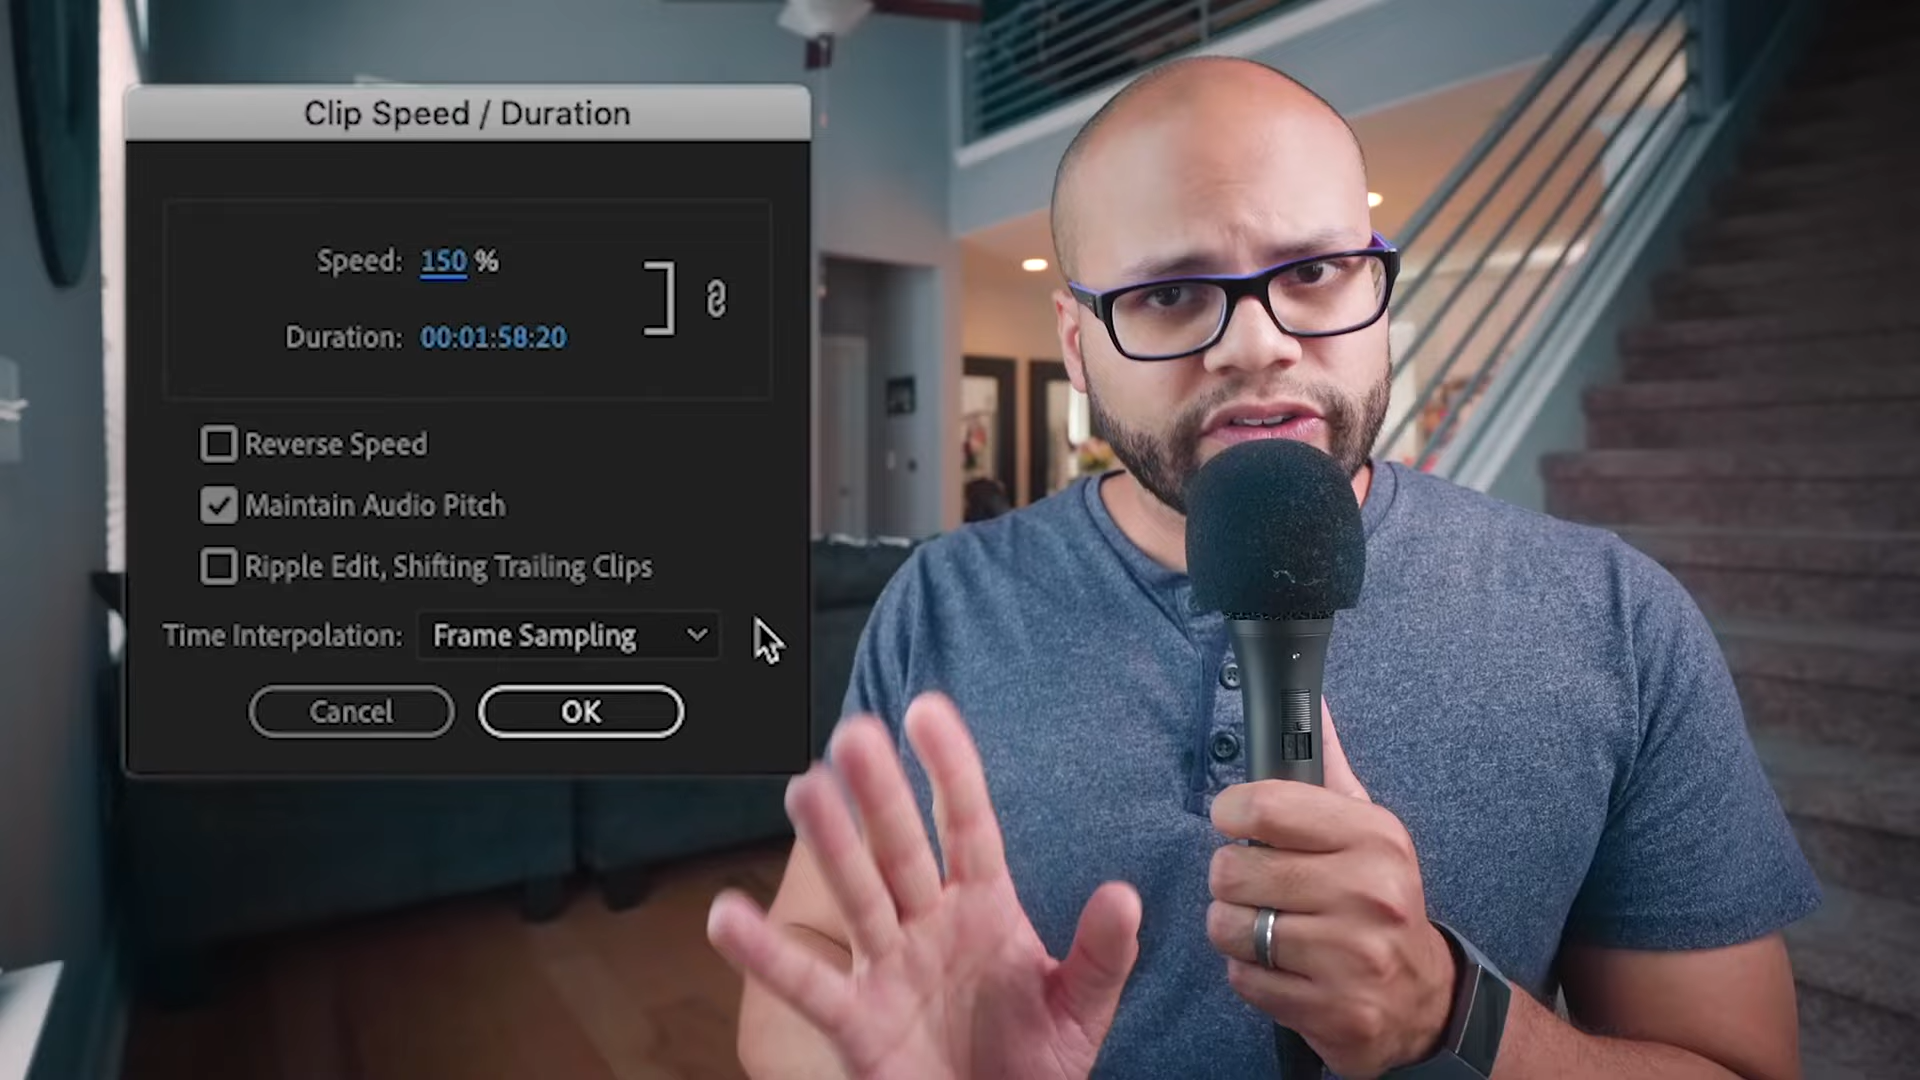 Clip Speed / Duration
Speed: 150 %
Duration: 00:01:58:20
Reverse Speed
Maintain Audio Pitch
Ripple Edit, Shifting Trailing Clips
Time Interpolation: Frame Sampling
Cancel OK